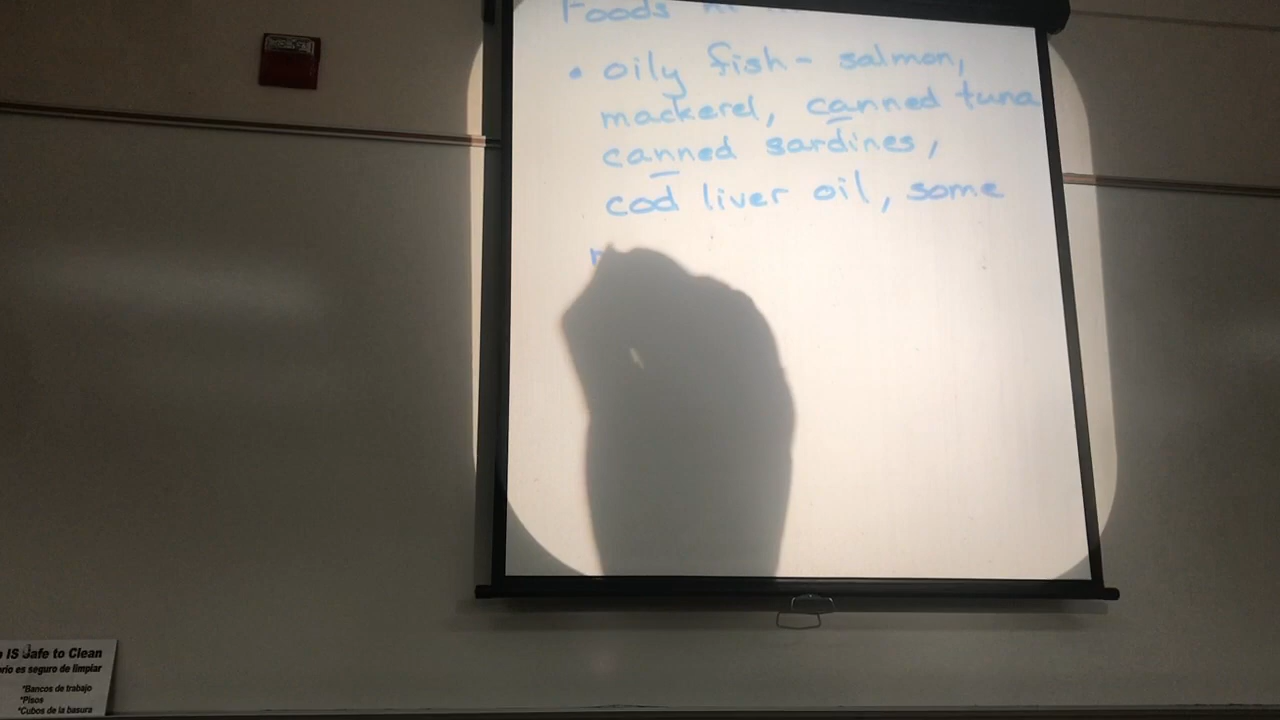 Foods
• oily fish - salmon,
mackerel, canned tuna
canned sardines,
cod liver oil, some
IS Safe to Clean
es seguro de limpiar
*Bancos de trabajo
*Pisos
*Cubos de la basura